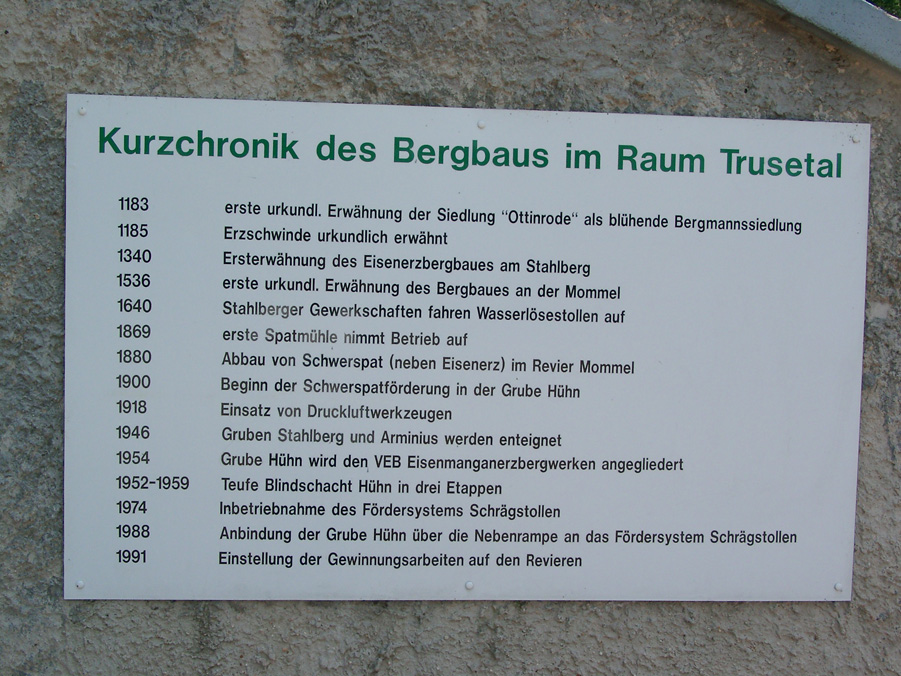 Kurzchronik des Bergbaus im Raum Trusetal
1183 erste urkundl. Erwähnung der Siedlung "Ottinrode" als blühende Bergmannssiedlung
1185 Erzschwinde urkundlich erwähnt
1340 Ersterwähnung des Eisenerzbergbaues am Stahlberg
1536 erste urkundl. Erwähnung des Bergbaues an der Mommel
1640 Stahlberger Gewerkschaften fahren Wasserlösestollen auf
1869 erste Spatmühle nimmt Betrieb auf
1880 Abbau von Schwerspat (neben Eisenerz) im Revier Mommel
1900 Beginn der Schwerspatförderung in der Grube Hühn
1918 Einsatz von Druckluftwerkzeugen
1946 Gruben Stahlberg und Arminius werden enteignet
1954 Grube Hühn wird den VEB Eisenmanganerzbergwerken angegliedert
1952-1959 Teufe Blindschacht Hühn in drei Etappen
1974 Inbetriebnahme des Fördersystems Schrägstollen
1988 Anbindung der Grube Hühn über die Nebenrampe an das Fördersystem Schrägstollen
1991 Einstellung der Gewinnungsarbeiten auf den Revieren